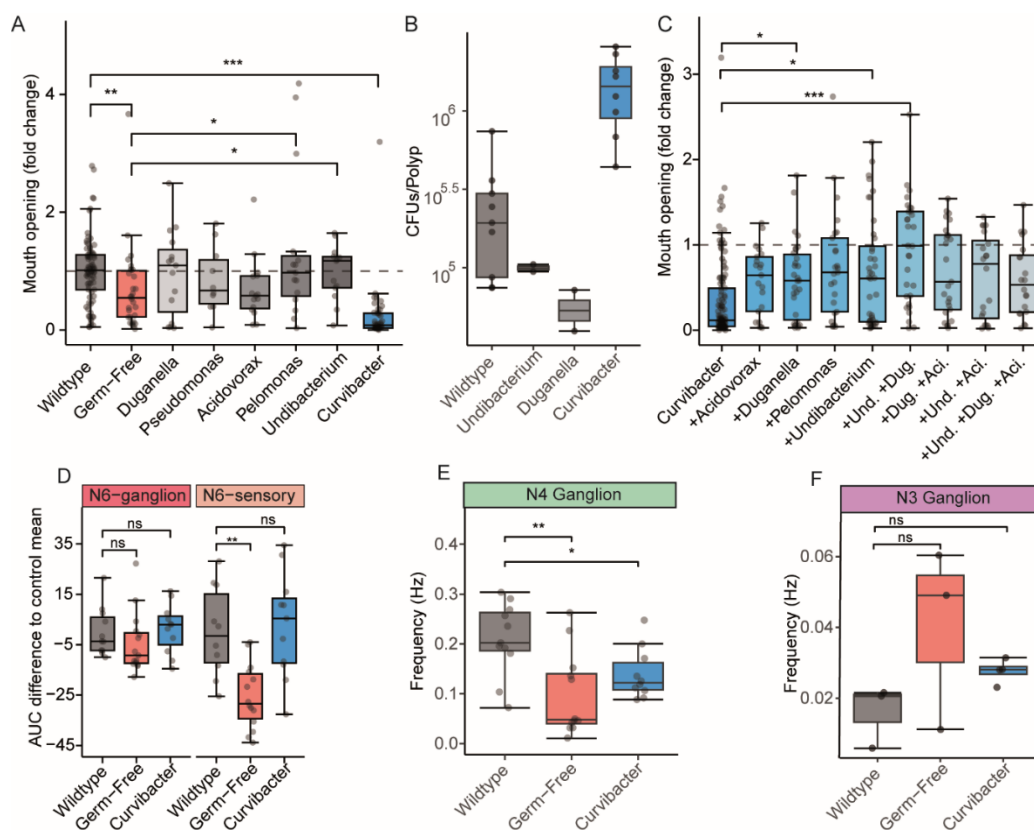 A
Mouth opening (fold change)
4
2
0
***
**
*
*
Wildtype
Germ-Free
Duganella
Pseudomonas
Acidovorax
Pelomonas
Undibacterium
Curvibacter
B
CFUs/Polyp
10^6
10^5.5
10^5
Wildtype
Undibacterium
Duganella
Curvibacter
C
Mouth opening (fold change)
3
2
1
0
*
*
***
Curvibacter
+Acidovorax
+Duganella
+Pelomonas
+Undibacterium
+Und. +Dug.
+Dug. +Aci.
+Und. +Aci.
+Und. +Dug. +Aci.
D
N6-ganglion
N6-sensory
AUC difference to control mean
35
15
-5
-25
-45
ns
ns
ns
**
Wildtype
Germ-Free
Curvibacter
Wildtype
Germ-Free
Curvibacter
E
N4 Ganglion
Frequency (Hz)
0.4
0.3
0.2
0.1
0.0
**
*
Wildtype
Germ-Free
Curvibacter
F
N3 Ganglion
Frequency (Hz)
0.06
0.04
0.02
ns
ns
Wildtype
Germ-Free
Curvibacter